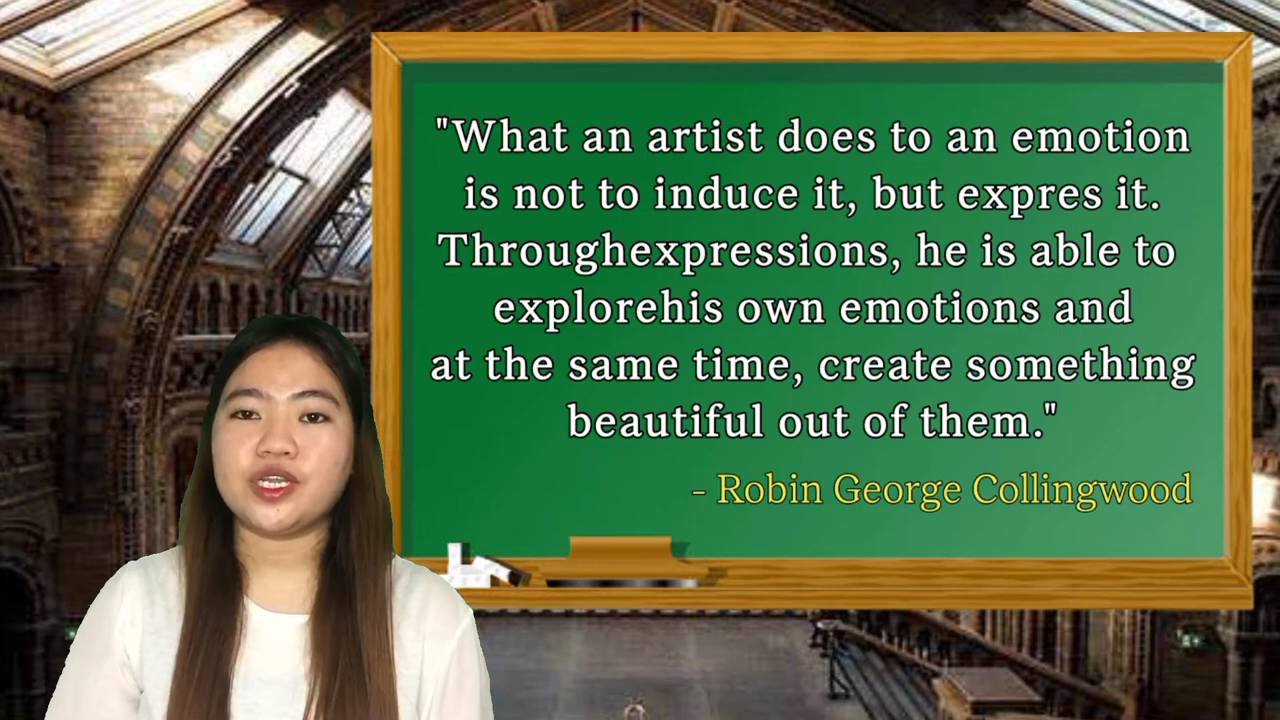 "What an artist does to an emotion
is not to induce it, but expres it.
Throughexpressions, he is able to
explorehis own emotions and
at the same time, create something
beautiful out of them."
- Robin George Collingwood